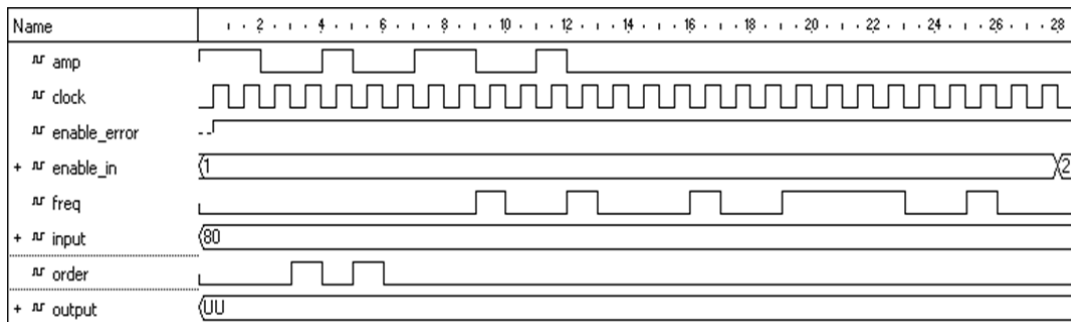 Name 2 4 6 8 10 12 14 16 18 20 22 24 26 28
amp
clock
enable_error
+ enable_in 1 2
freq
+ input 80
order
+ output UU